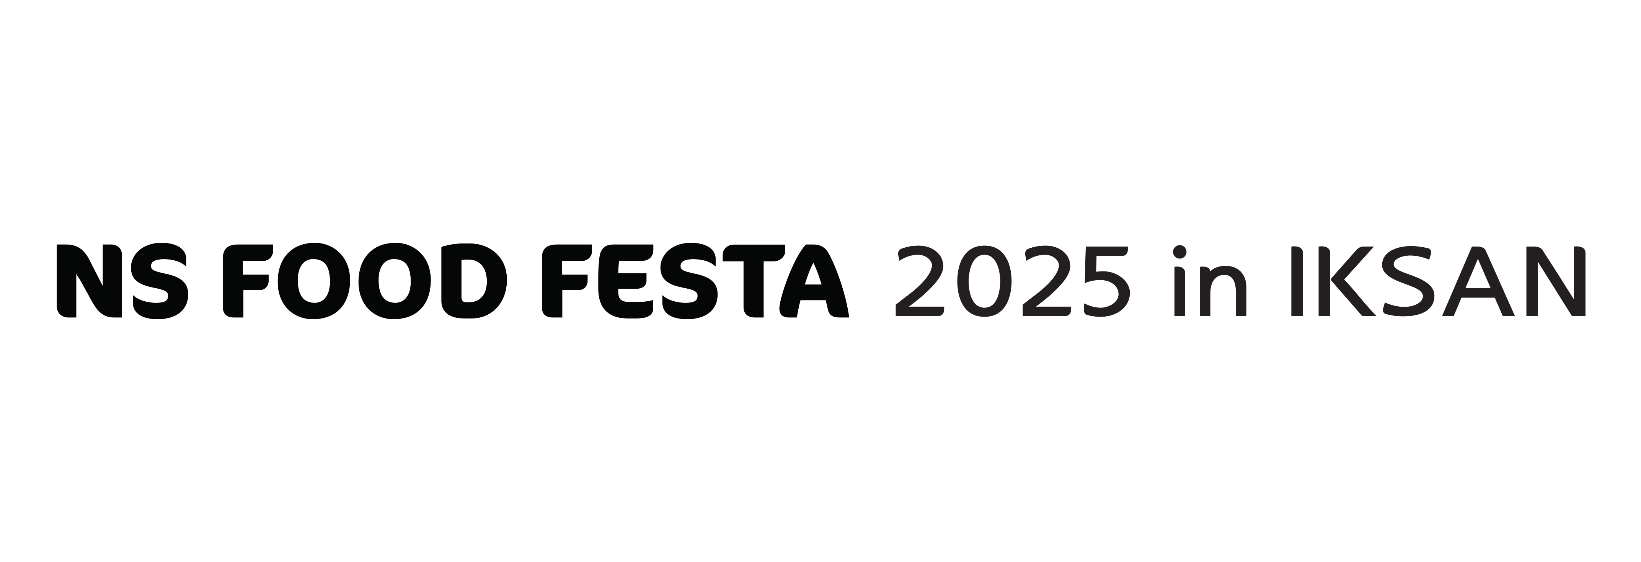 NS FOOD FESTA 2025 in IKSAN